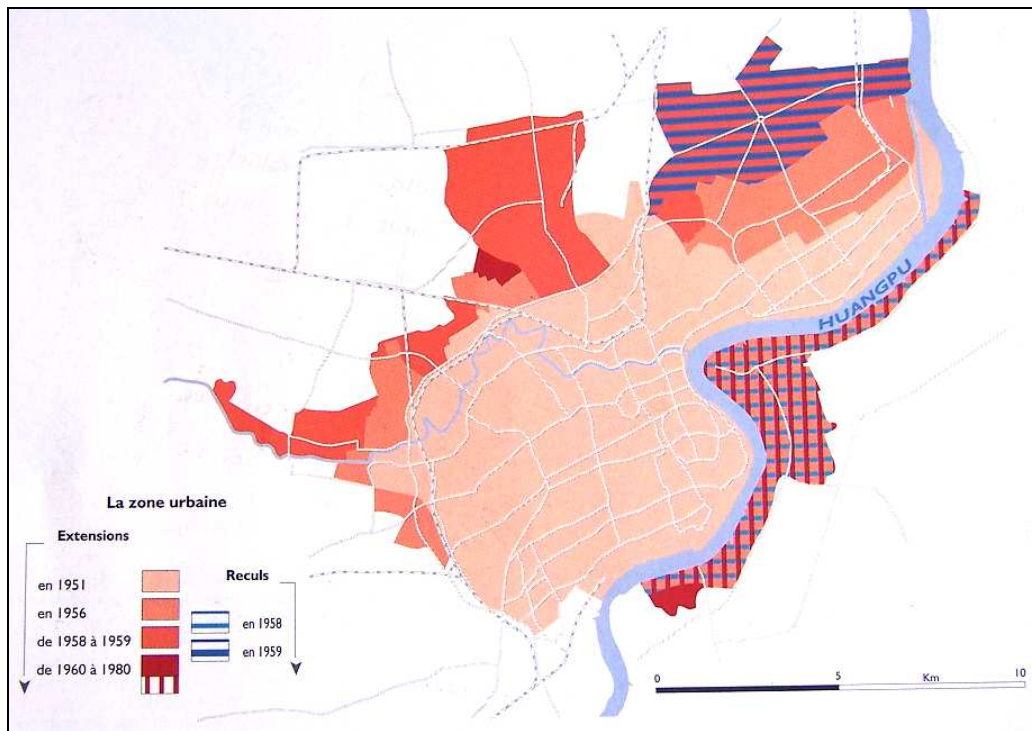 HUANGPU
La zone urbaine
Extensions
en 1951
en 1956
de 1958 à 1959
de 1960 à 1980
Reculs
en 1958
en 1959
0 5 Km 10